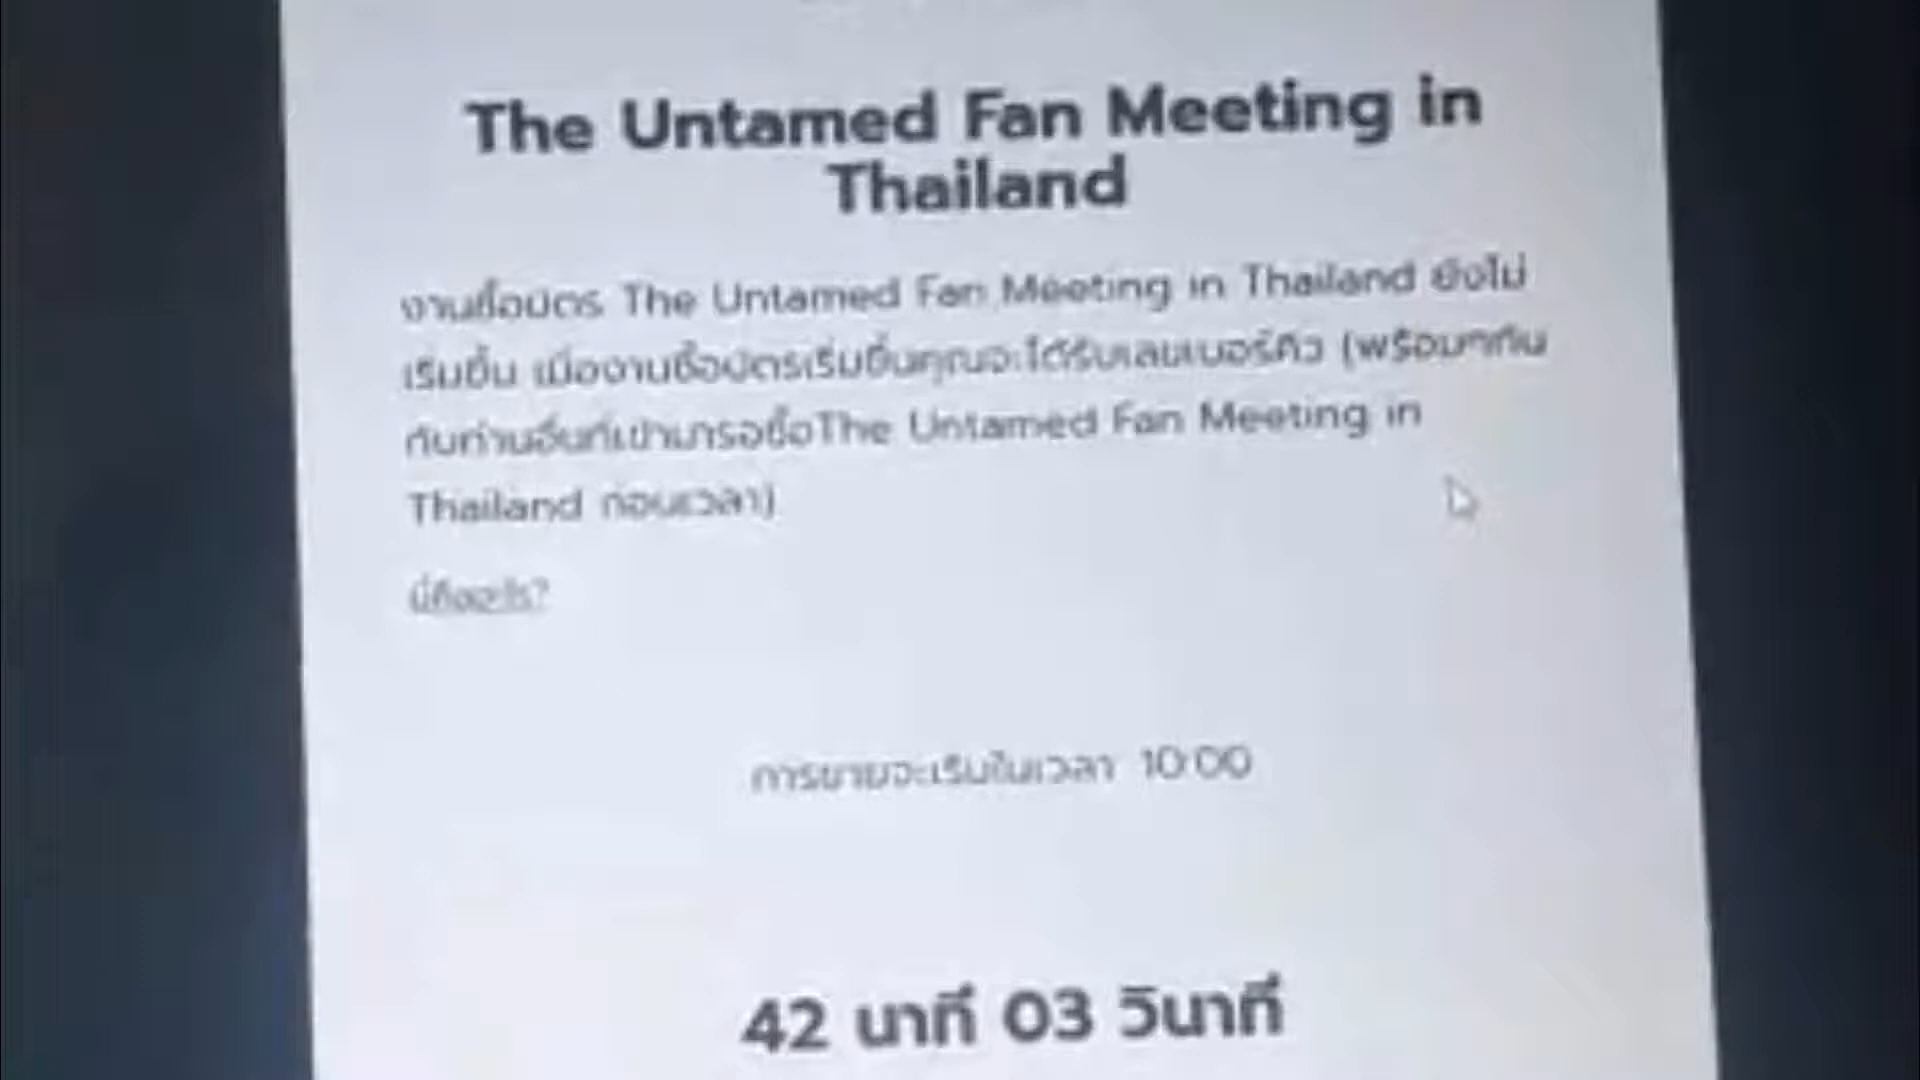 The Untamed Fan Meeting in
Thailand
งานซื้อบัตร The Untamed Fan Meeting in Thailand ยังไม่
เริ่มขึ้น เมื่องานซื้อบัตรเริ่มขึ้นคุณจะได้รับเลขเบอร์คิว (พร้อมๆกัน
กับท่านอื่นที่เข้ามารอซื้อThe Untamed Fan Meeting in
Thailand ก่อนเวลา)
นี่คืออะไร?
การขายจะเริ่มในเวลา 10:00
42 นาที 03 วินาที